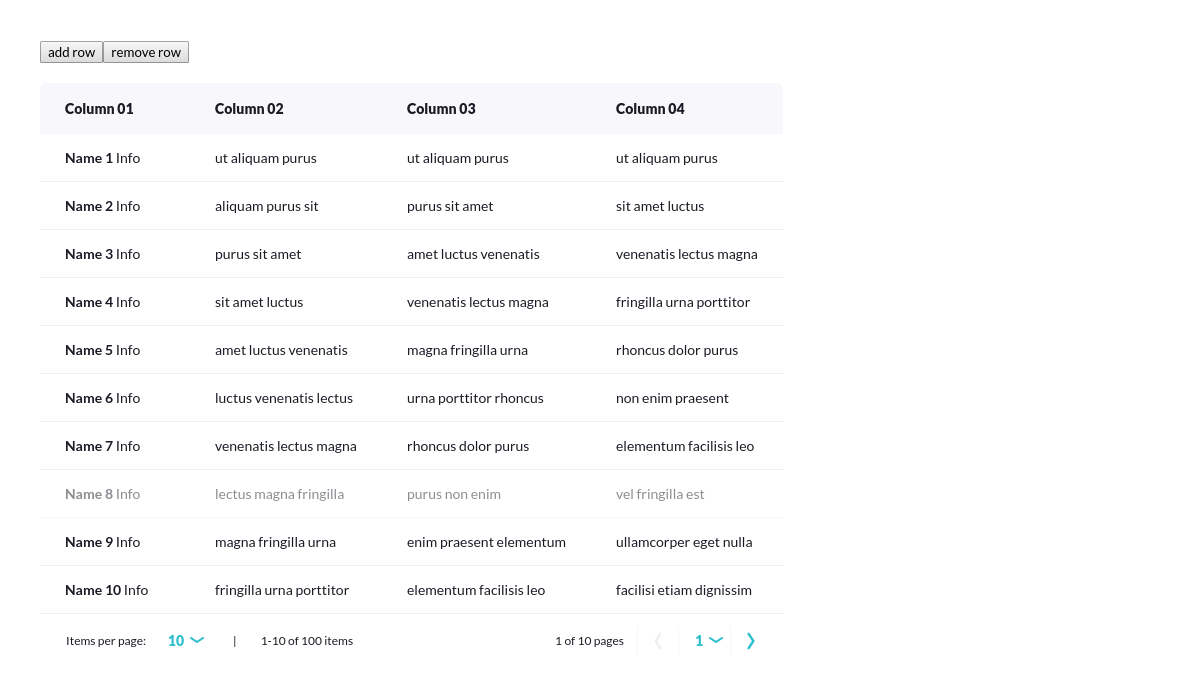 add row remove row
Column 01 Column 02 Column 03 Column 04
Name 1 Info ut aliquam purus ut aliquam purus ut aliquam purus
Name 2 Info aliquam purus sit purus sit amet sit amet luctus
Name 3 Info purus sit amet amet luctus venenatis venenatis lectus magna
Name 4 Info sit amet luctus venenatis lectus magna fringilla urna porttitor
Name 5 Info amet luctus venenatis magna fringilla urna rhoncus dolor purus
Name 6 Info luctus venenatis lectus urna porttitor rhoncus non enim praesent
Name 7 Info venenatis lectus magna rhoncus dolor purus elementum facilisis leo
Name 8 Info lectus magna fringilla purus non enim vel fringilla est
Name 9 Info magna fringilla urna enim praesent elementum ullamcorper eget nulla
Name 10 Info fringilla urna porttitor elementum facilisis leo facilisi etiam dignissim
Items per page: 10 | 1-10 of 100 items 1 of 10 pages 1